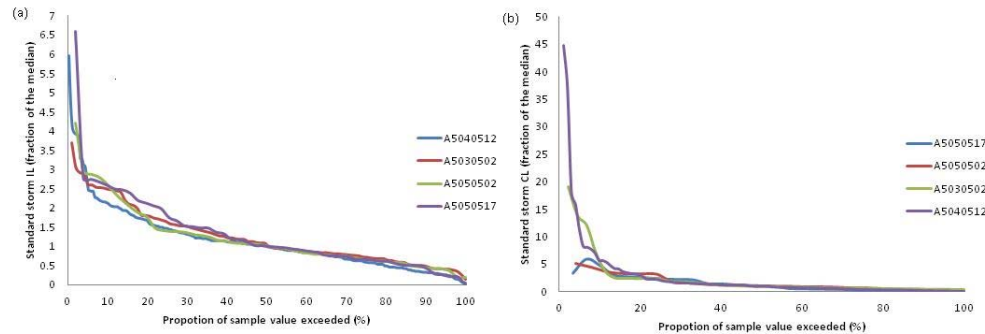 (a)
7
6.5
6
5.5
5
4.5
4
3.5
3
2.5
2
1.5
1
0.5
0
Standard storm IL (fraction of the median)
0 10 20 30 40 50 60 70 80 90 100
Propotion of sample value exceeded (%)
A5040512
A5030502
A5050502
A5050517
(b)
50
45
40
35
30
25
20
15
10
5
0
Standard storm CL (fraction of the median)
0 20 40 60 80 100
Propotion of sample value exceeded (%)
A5050517
A5050502
A5030502
A5040512